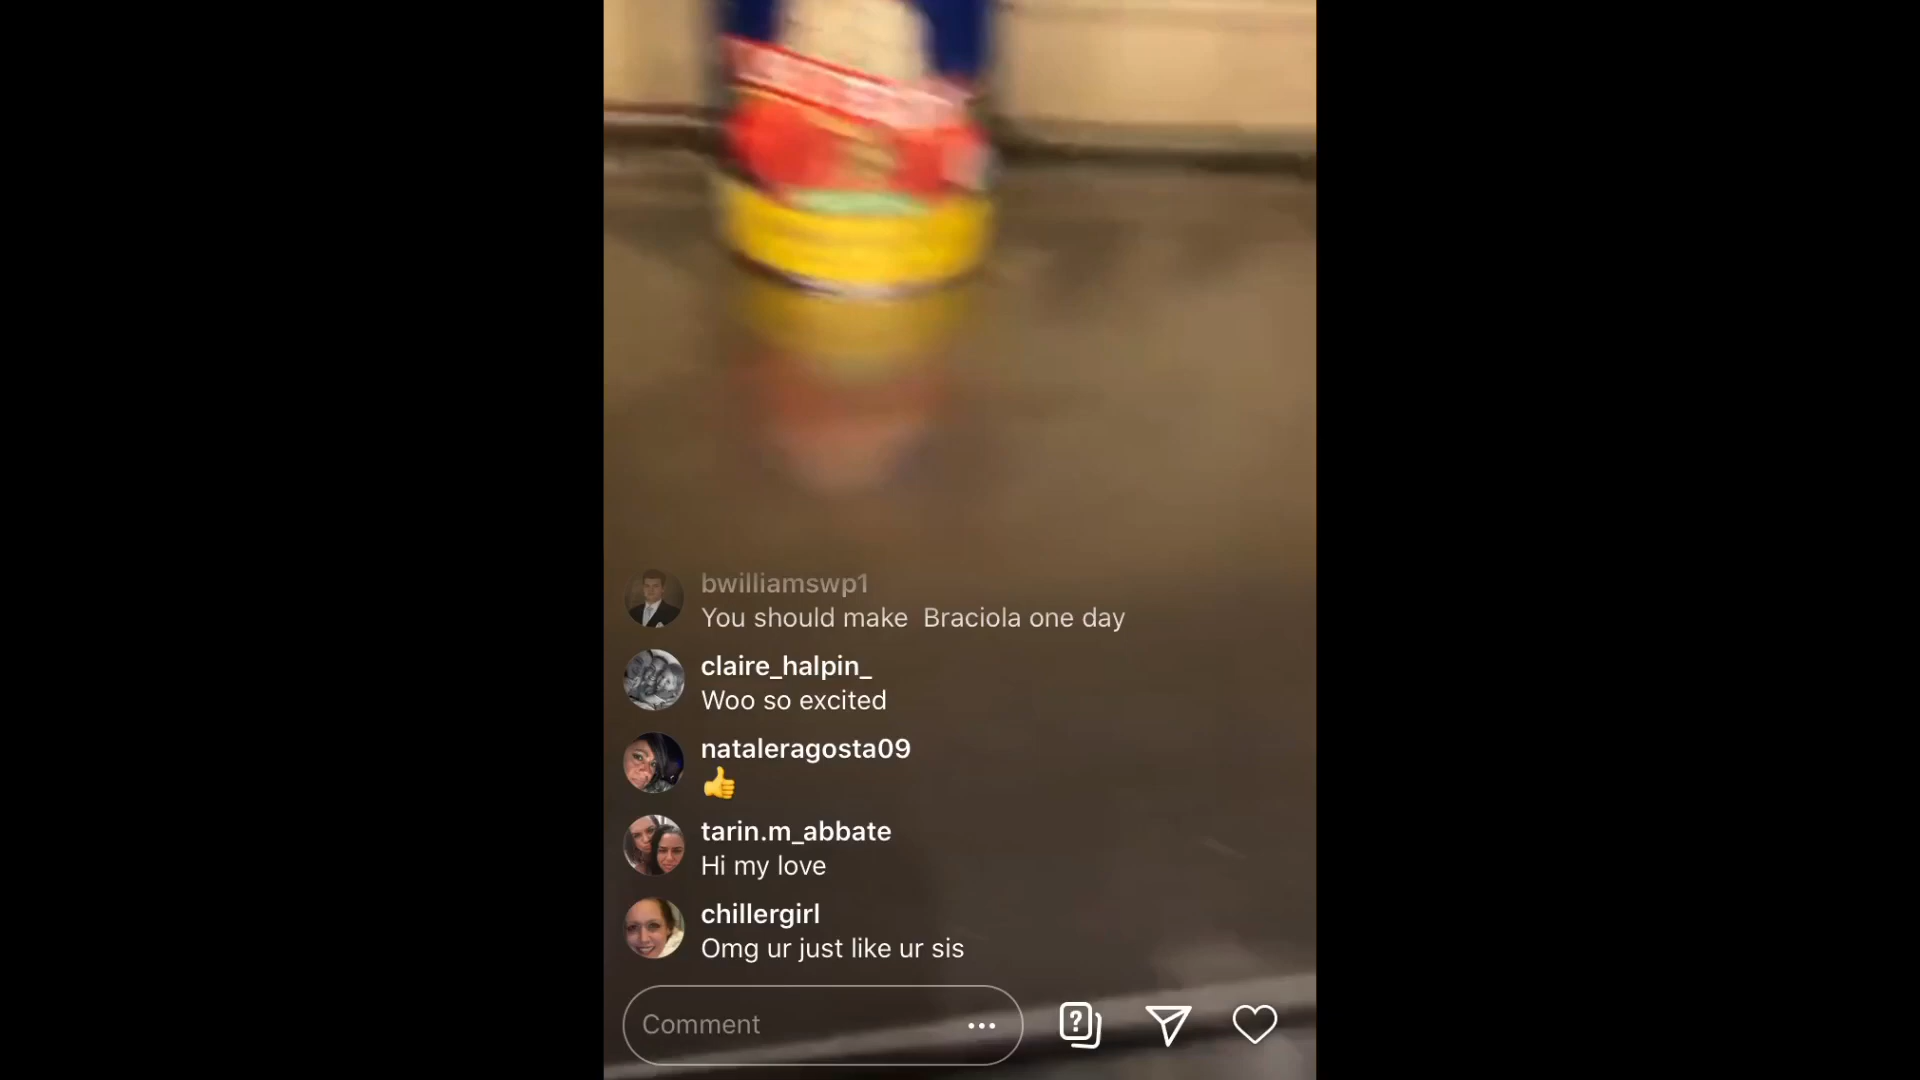 bwilliamswp1
You should make  Braciola one day
claire_halpin_
Woo so excited
nataleragosta09
👍
tarin.m_abbate
Hi my love
chillergirl
Omg ur just like ur sis
Comment
?